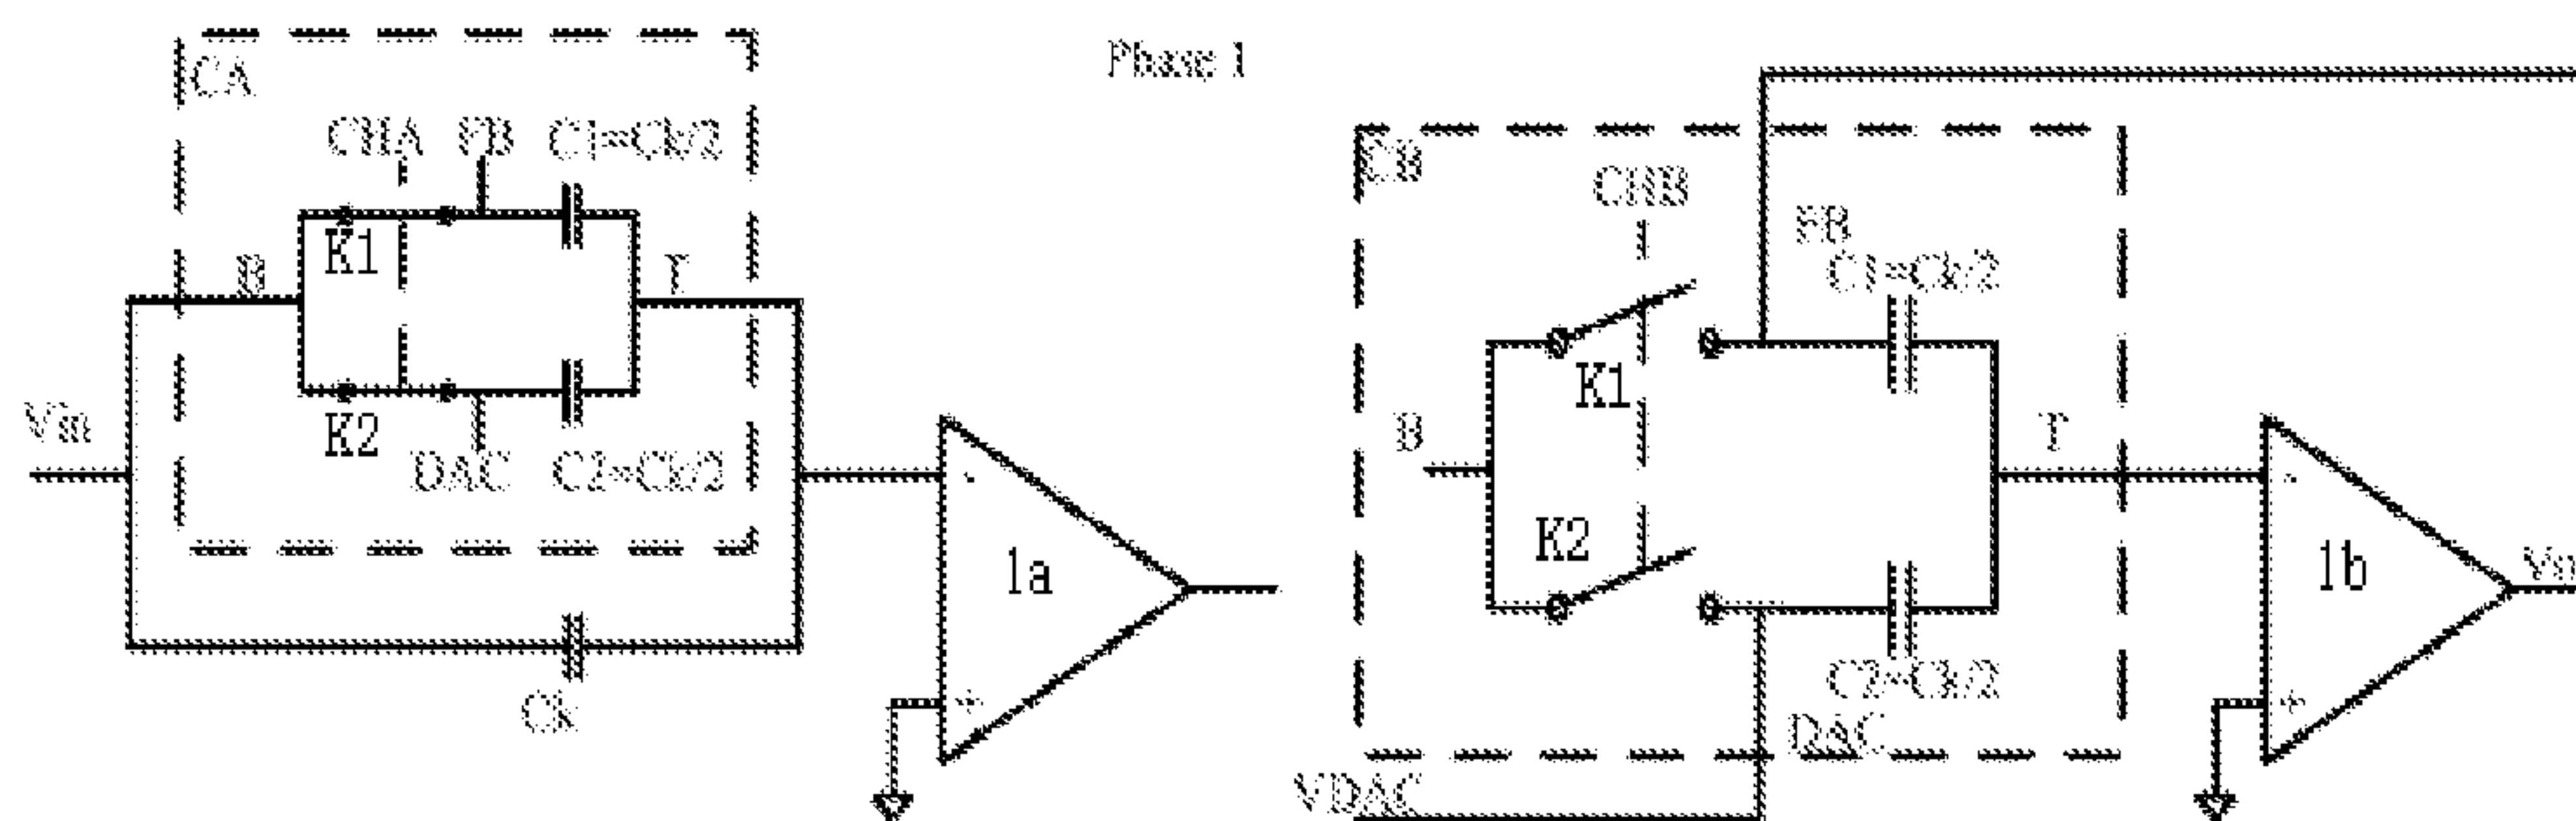 Phase 1
CA
CHA FB C1=Ck/2
K1
B T
K2
DAC C2=Ck/2
Vin
-
1a
+
Ck
CB
CHB
FB
C1=Ck/2
K1
B T
K2
C2=Ck/2
DAC
VDAC
-
1b
+